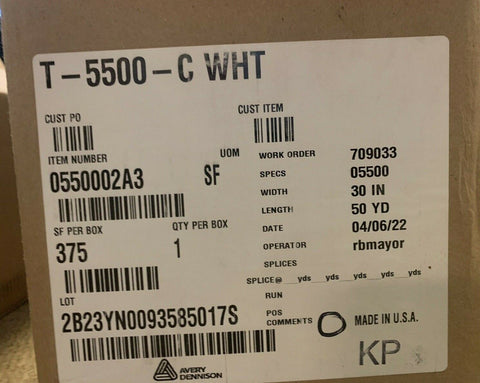 T-5500-C WHT
CUST PO
CUST ITEM
ITEM NUMBER
UOM
0550002A3 SF
WORK ORDER 709033
SPECS 05500
WIDTH 30 IN
LENGTH 50 YD
DATE 04/06/22
OPERATOR rbmayor
SPLICES
SPLICE@ yds yds yds yds yds
RUN
POS
COMMENTS
SF PER BOX
QTY PER BOX
375 1
LOT
2B23YN0093585017S
MADE IN U.S.A.
KP
AVERY
DENNISON